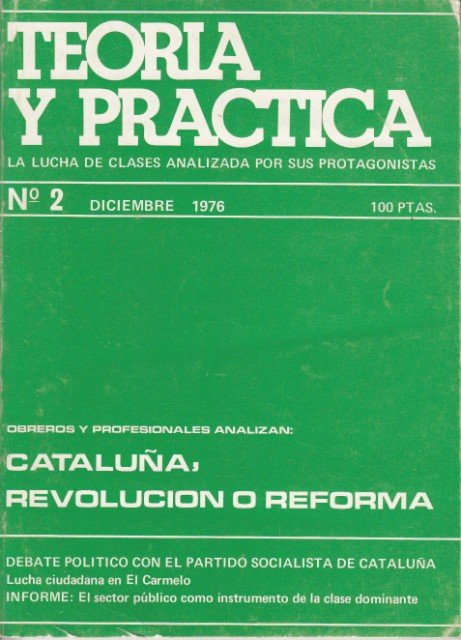 TEORIA
Y PRACTICA
LA LUCHA DE CLASES ANALIZADA POR SUS PROTAGONISTAS
Nº 2 DICIEMBRE 1976 100 PTAS.
OBREROS Y PROFESIONALES ANALIZAN:
CATALUÑA,
REVOLUCION O REFORMA
DEBATE POLITICO CON EL PARTIDO SOCIALISTA DE CATALUÑA
Lucha ciudadana en El Carmelo
INFORME: El sector público como instrumento de la clase dominante